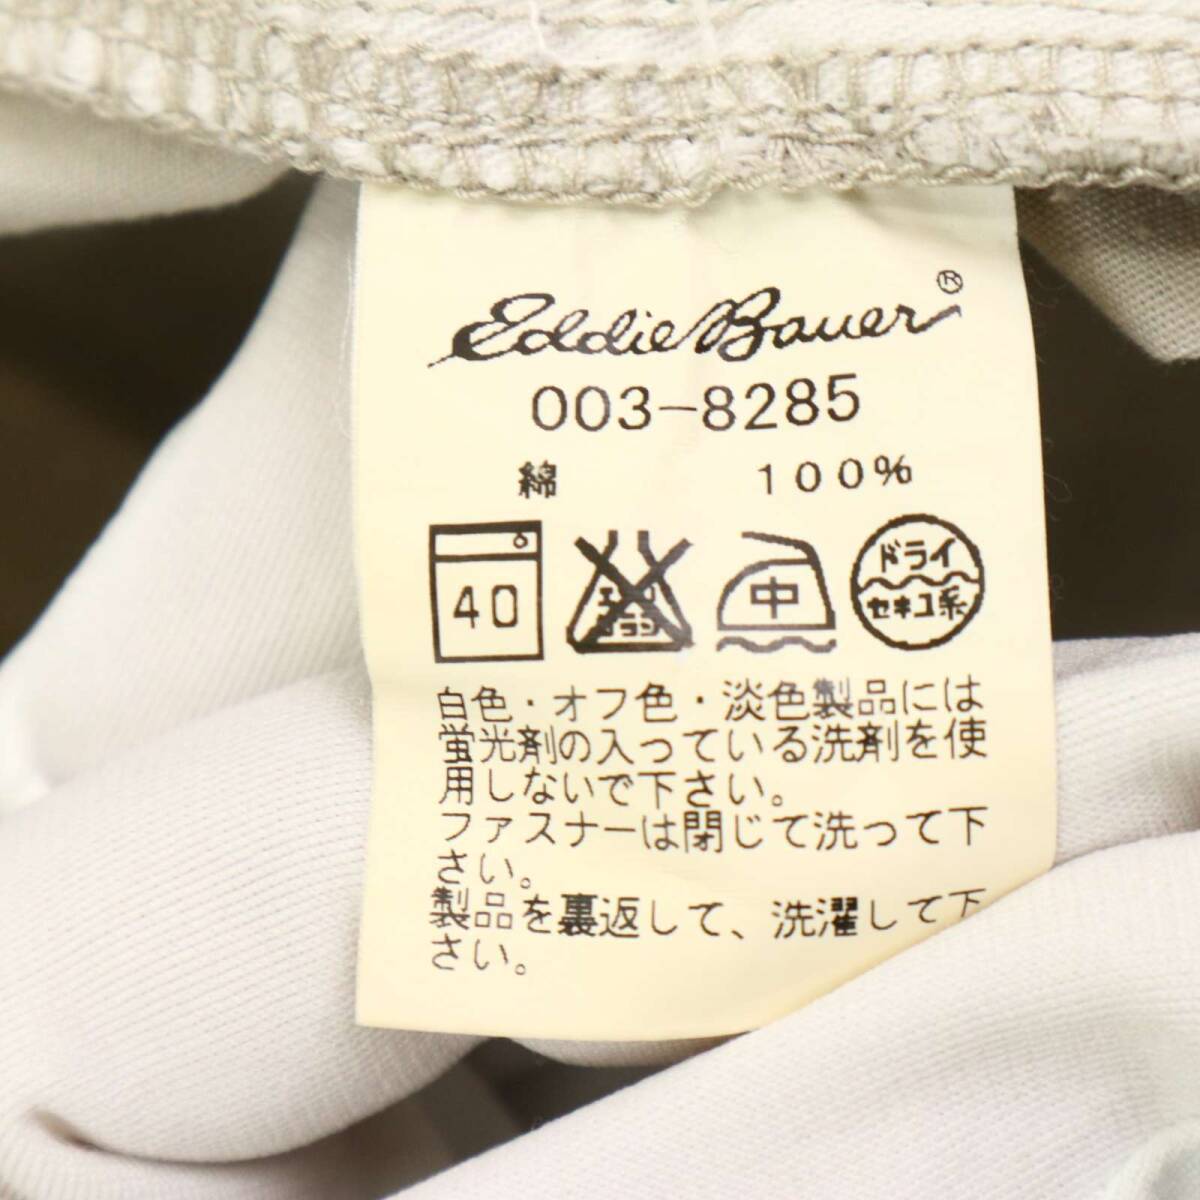 Eddie Bauer®
003-8285
綿 100%
40 中 ドライ
セキユ系
白色・オフ色・淡色製品には
蛍光剤の入っている洗剤を使
用しないで下さい。
ファスナーは閉じて洗って下
さい。
製品を裏返して、洗濯して下
さい。